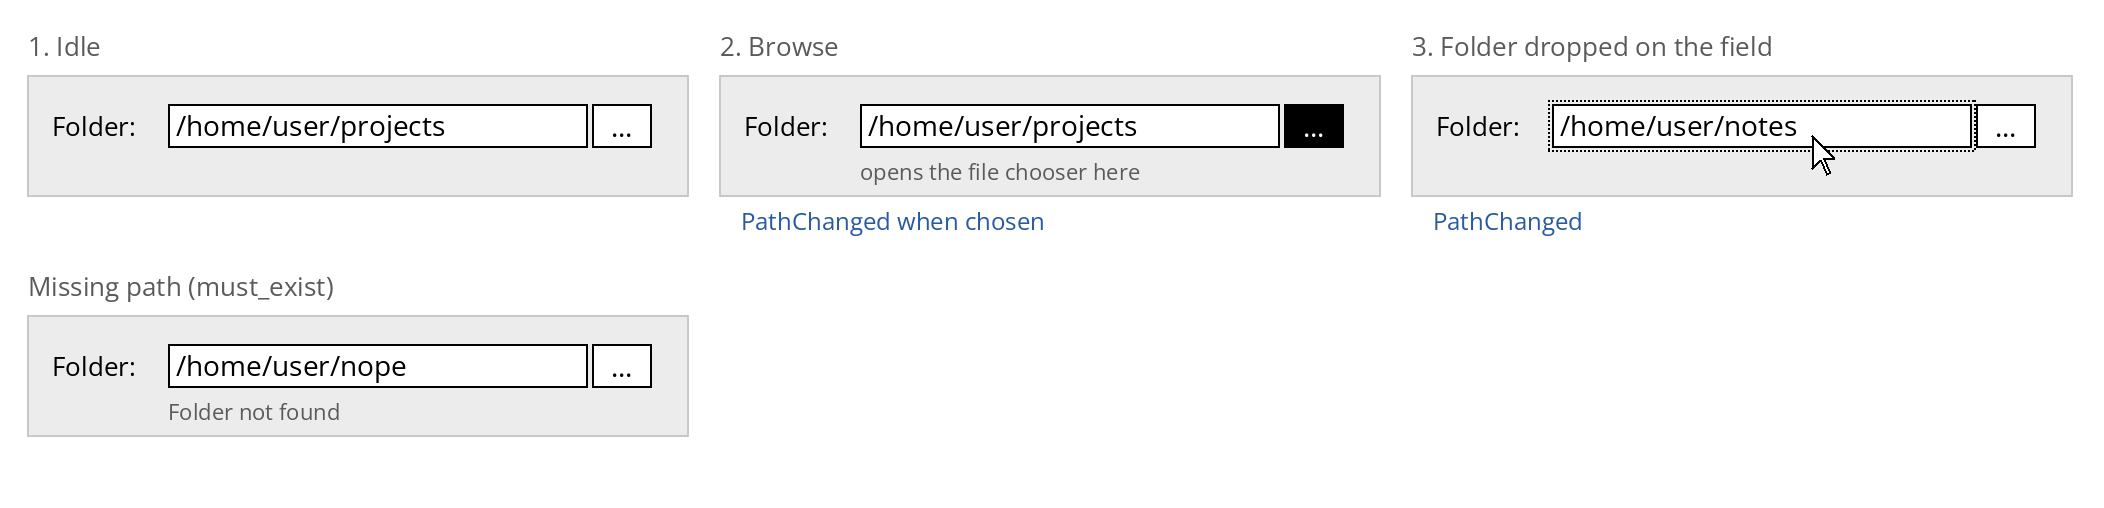 1. Idle
Folder: /home/user/projects ...
2. Browse
Folder: /home/user/projects ...
opens the file chooser here
PathChanged when chosen
3. Folder dropped on the field
Folder: /home/user/notes ...
PathChanged
Missing path (must_exist)
Folder: /home/user/nope ...
Folder not found